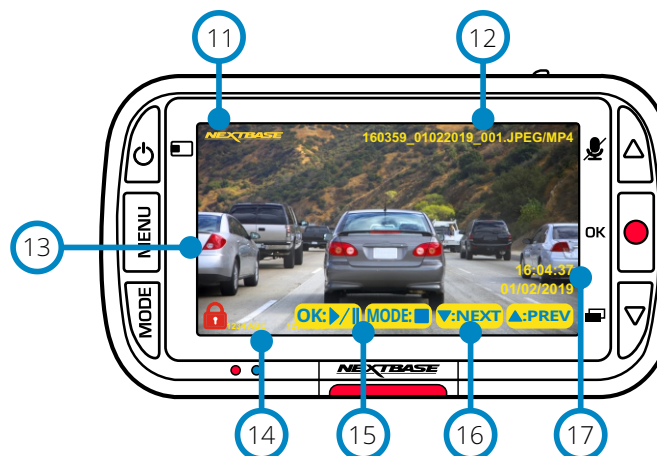 11
12
NEXTBASE
160359_01022019_001.JPEG/MP4
MENU
13
OK
16:04:37
01/02/2019
MODE
OK:▶/II MODE:■ ▼:NEXT ▲:PREV
NEXTBASE
14
15
16
17